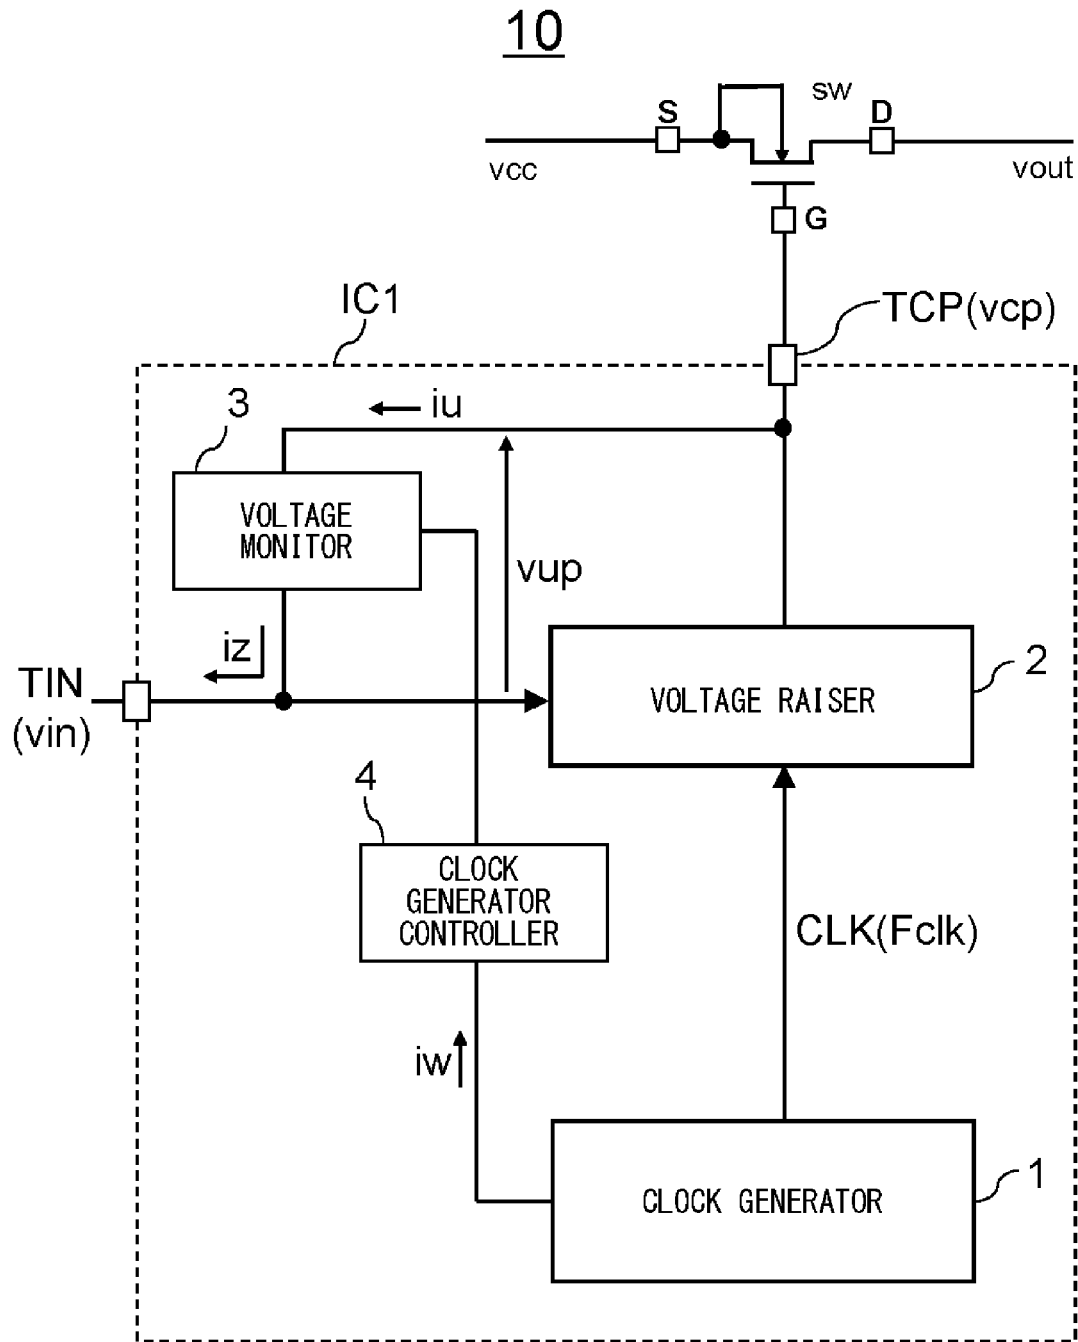 10
S
sw
D
vcc
vout
G
IC1
TCP(vcp)
3
iu
VOLTAGE
MONITOR
vup
iz
TIN
(vin)
2
VOLTAGE RAISER
4
CLOCK
GENERATOR
CONTROLLER
CLK(Fclk)
iw
1
CLOCK GENERATOR